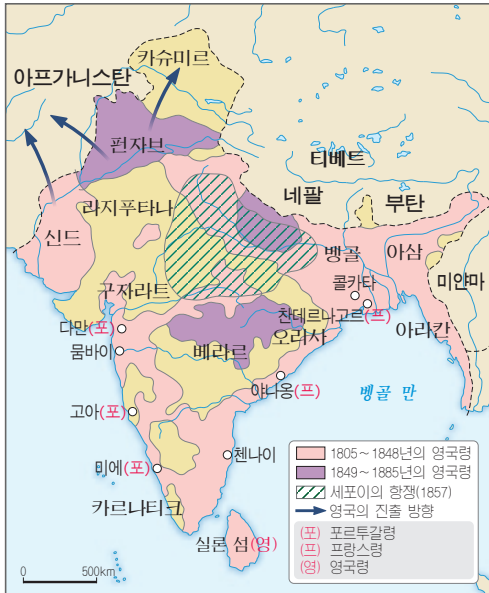 카슈미르
아프가니스탄
펀자브
티베트
네팔
부탄
라지푸타나
신드
뱅골
아삼
콜카타
미얀마
구자라트
찬데르나고르(프)
다만(포)
오리사
아라칸
뭄바이
베라르
야나옹(프)
벵골 만
고아(포)
첸나이
마에(포)
카르나티크
실론 섬(영)
0 500km
1805~1848년의 영국령
1849~1885년의 영국령
세포이의 항쟁(1857)
영국의 진출 방향
(포) 포르투갈령
(프) 프랑스령
(영) 영국령